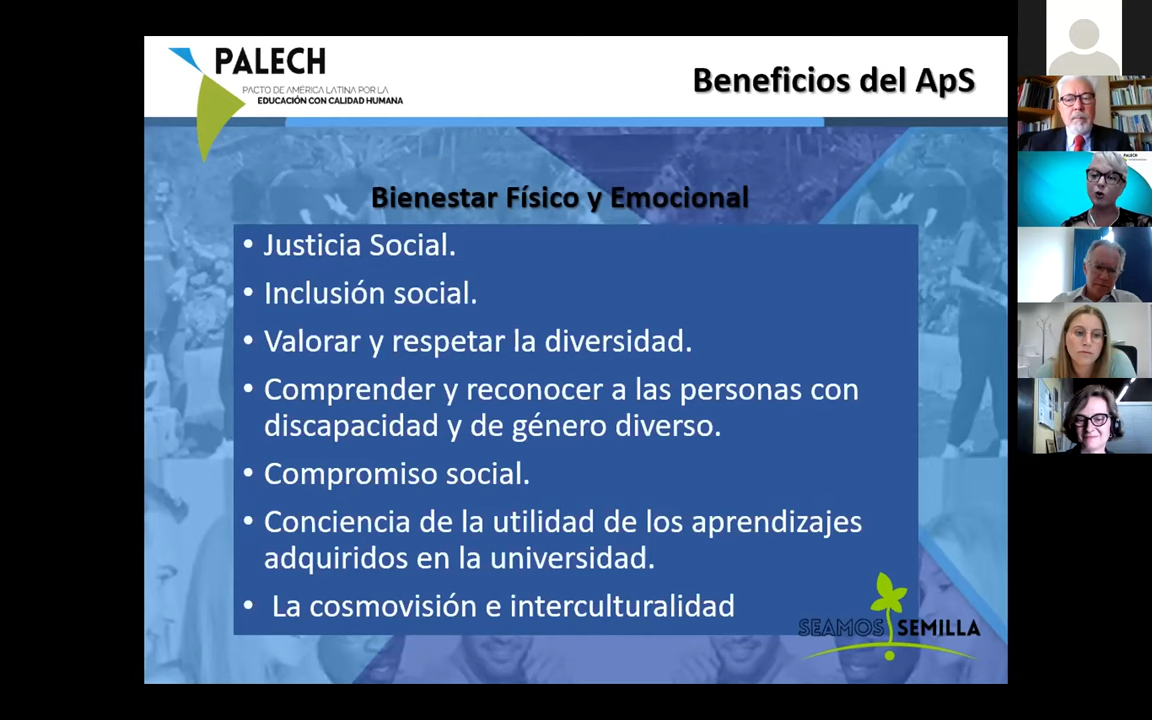 PALECH
PACTO DE AMÉRICA LATINA POR LA
EDUCACIÓN CON CALIDAD HUMANA
Beneficios del ApS
Bienestar Físico y Emocional
• Justicia Social.
• Inclusión social.
• Valorar y respetar la diversidad.
• Comprender y reconocer a las personas con
discapacidad y de género diverso.
• Compromiso social.
• Conciencia de la utilidad de los aprendizajes
adquiridos en la universidad.
• La cosmovisión e interculturalidad
SEAMOS SEMILLA
PALECH